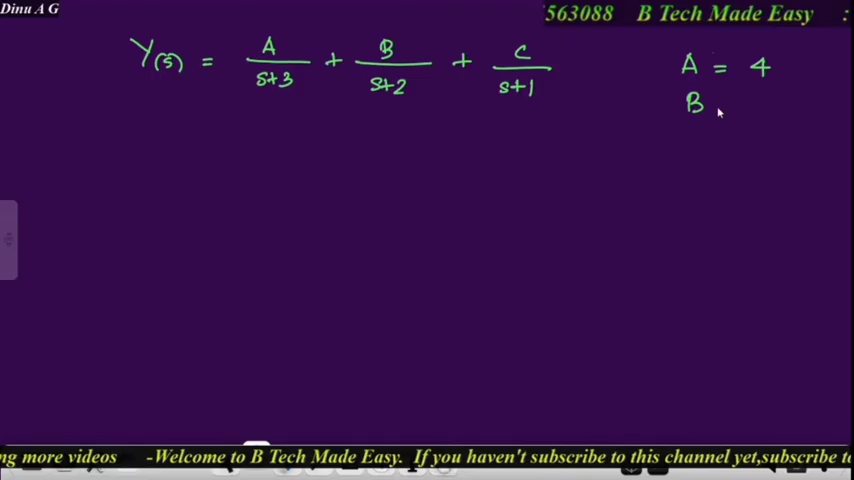 Dinu A G
563088 B Tech Made Easy :
Y(s) = A/s+3 + B/s+2 + C/s+1
A = 4
B
ng more videos -Welcome to B Tech Made Easy. If you haven't subscribe to this channel yet,subscribe to